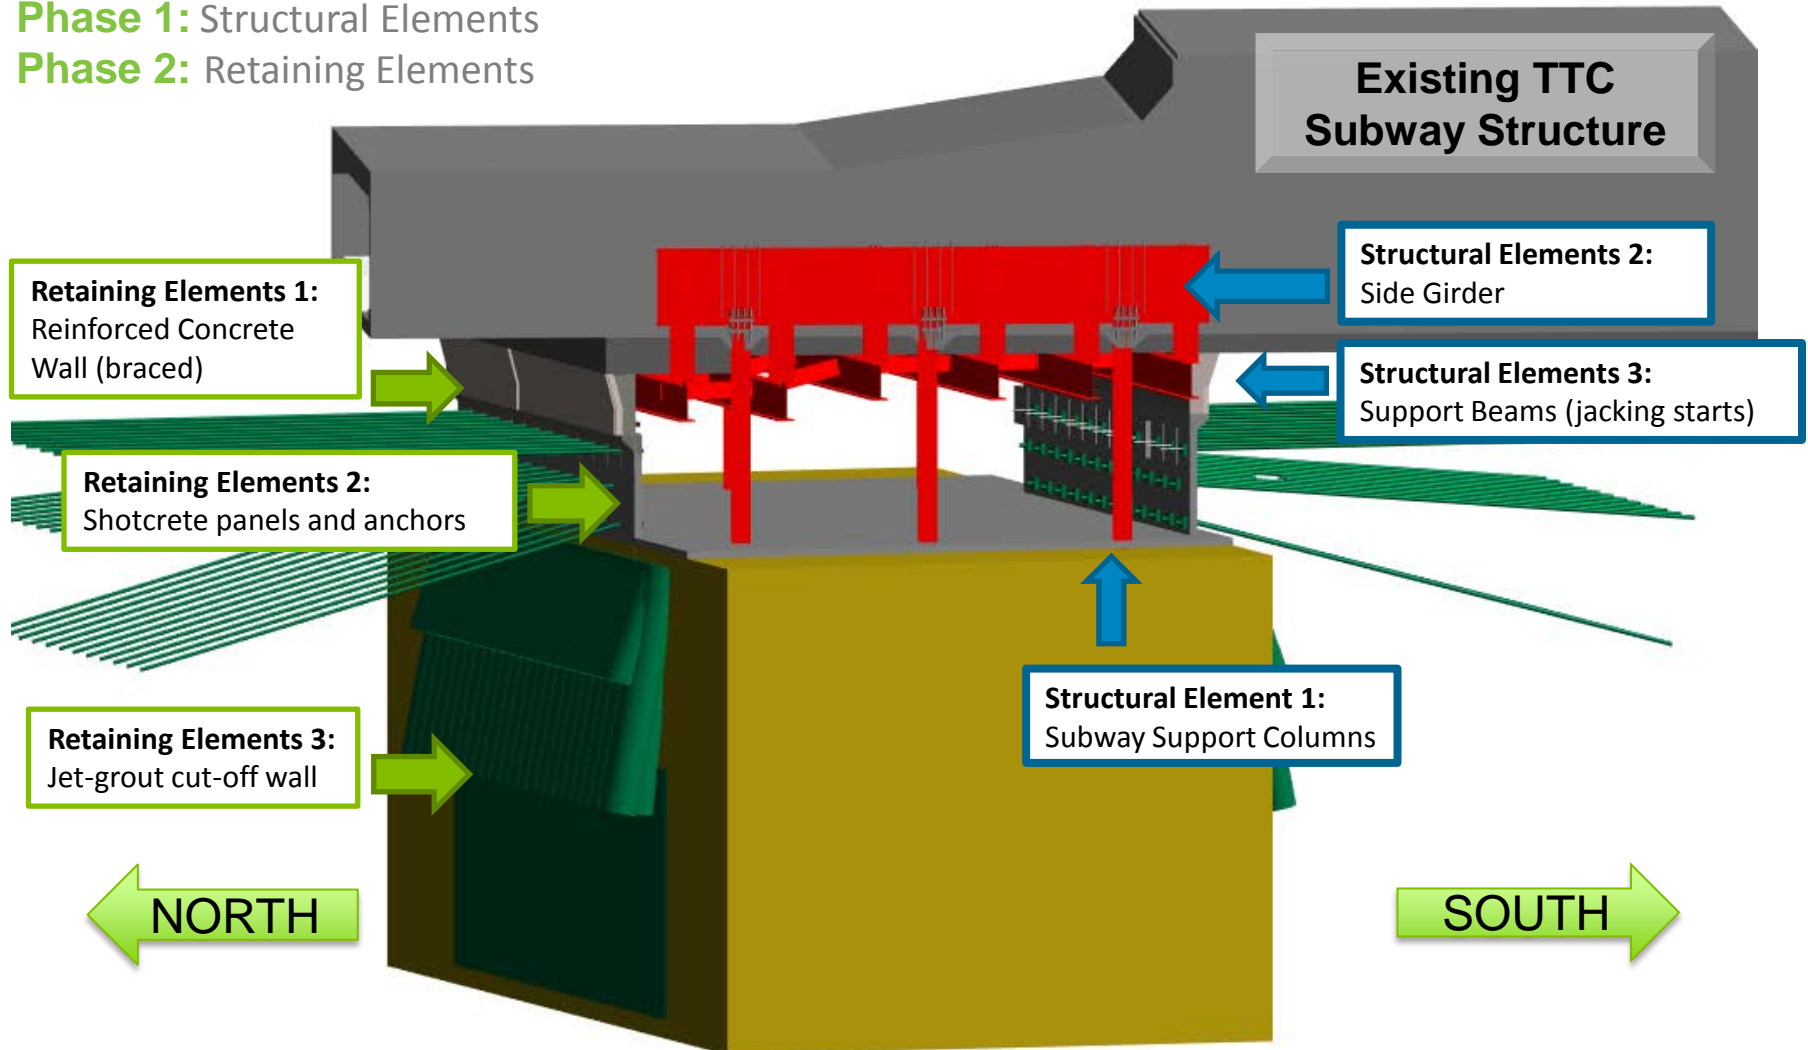 Phase 1: Structural Elements
Phase 2: Retaining Elements
Existing TTC
Subway Structure
Retaining Elements 1:
Reinforced Concrete
Wall (braced)
Structural Elements 2:
Side Girder
Structural Elements 3:
Support Beams (jacking starts)
Retaining Elements 2:
Shotcrete panels and anchors
Structural Element 1:
Subway Support Columns
Retaining Elements 3:
Jet-grout cut-off wall
NORTH
SOUTH